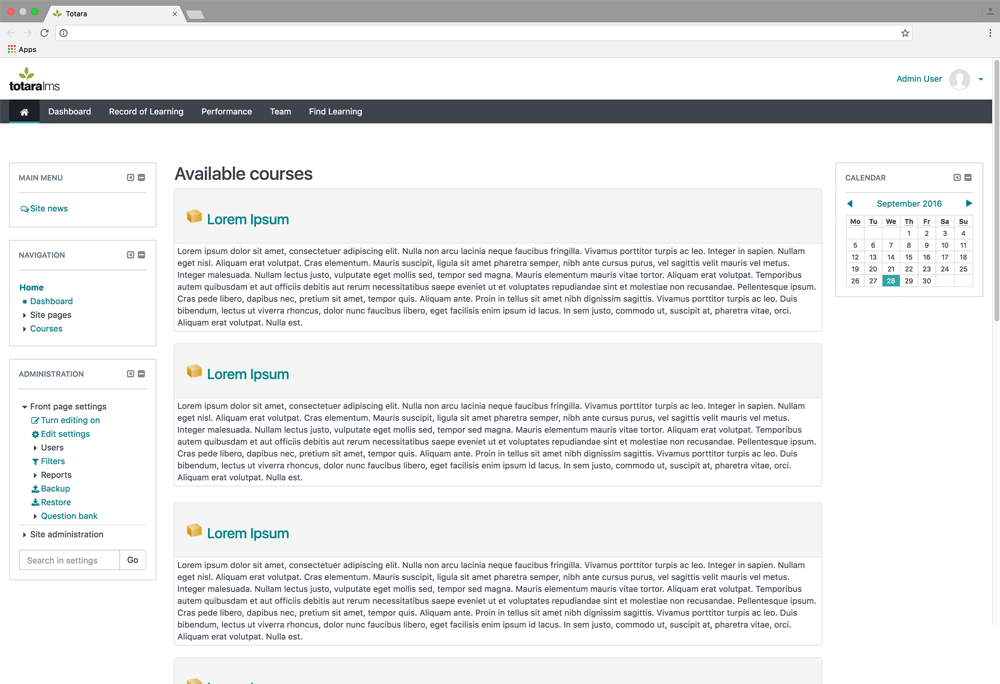 Totara
Apps
totaralms
Admin User
Dashboard Record of Learning Performance Team Find Learning
MAIN MENU
Site news
NAVIGATION
Home
Dashboard
Site pages
Courses
ADMINISTRATION
Front page settings
Turn editing on
Edit settings
Users
Filters
Reports
Backup
Restore
Question bank
Site administration
Search in settings Go
Available courses
Lorem Ipsum
Lorem ipsum dolor sit amet, consectetuer adipiscing elit. Nulla non arcu lacinia neque faucibus fringilla. Vivamus porttitor turpis ac leo. Integer in sapien. Nullam
eget nisl. Aliquam erat volutpat. Cras elementum. Mauris suscipit, ligula sit amet pharetra semper, nibh ante cursus purus, vel sagittis velit mauris vel metus.
Integer malesuada. Nullam lectus justo, vulputate eget mollis sed, tempor sed magna. Mauris elementum mauris vitae tortor. Aliquam erat volutpat. Temporibus
autem quibusdam et aut officiis debitis aut rerum necessitatibus saepe eveniet ut et voluptates repudiandae sint et molestiae non recusandae. Pellentesque ipsum.
Cras pede libero, dapibus nec, pretium sit amet, tempor quis. Aliquam ante. Proin in tellus sit amet nibh dignissim sagittis. Vivamus porttitor turpis ac leo. Duis
bibendum, lectus ut viverra rhoncus, dolor nunc faucibus libero, eget facilisis enim ipsum id lacus. In sem justo, commodo ut, suscipit at, pharetra vitae, orci.
Aliquam erat volutpat. Nulla est.
Lorem Ipsum
Lorem ipsum dolor sit amet, consectetuer adipiscing elit. Nulla non arcu lacinia neque faucibus fringilla. Vivamus porttitor turpis ac leo. Integer in sapien. Nullam
eget nisl. Aliquam erat volutpat. Cras elementum. Mauris suscipit, ligula sit amet pharetra semper, nibh ante cursus purus, vel sagittis velit mauris vel metus.
Integer malesuada. Nullam lectus justo, vulputate eget mollis sed, tempor sed magna. Mauris elementum mauris vitae tortor. Aliquam erat volutpat. Temporibus
autem quibusdam et aut officiis debitis aut rerum necessitatibus saepe eveniet ut et voluptates repudiandae sint et molestiae non recusandae. Pellentesque ipsum.
Cras pede libero, dapibus nec, pretium sit amet, tempor quis. Aliquam ante. Proin in tellus sit amet nibh dignissim sagittis. Vivamus porttitor turpis ac leo. Duis
bibendum, lectus ut viverra rhoncus, dolor nunc faucibus libero, eget facilisis enim ipsum id lacus. In sem justo, commodo ut, suscipit at, pharetra vitae, orci.
Aliquam erat volutpat. Nulla est.
Lorem Ipsum
Lorem ipsum dolor sit amet, consectetuer adipiscing elit. Nulla non arcu lacinia neque faucibus fringilla. Vivamus porttitor turpis ac leo. Integer in sapien. Nullam
eget nisl. Aliquam erat volutpat. Cras elementum. Mauris suscipit, ligula sit amet pharetra semper, nibh ante cursus purus, vel sagittis velit mauris vel metus.
Integer malesuada. Nullam lectus justo, vulputate eget mollis sed, tempor sed magna. Mauris elementum mauris vitae tortor. Aliquam erat volutpat. Temporibus
autem quibusdam et aut officiis debitis aut rerum necessitatibus saepe eveniet ut et voluptates repudiandae sint et molestiae non recusandae. Pellentesque ipsum.
Cras pede libero, dapibus nec, pretium sit amet, tempor quis. Aliquam ante. Proin in tellus sit amet nibh dignissim sagittis. Vivamus porttitor turpis ac leo. Duis
bibendum, lectus ut viverra rhoncus, dolor nunc faucibus libero, eget facilisis enim ipsum id lacus. In sem justo, commodo ut, suscipit at, pharetra vitae, orci.
Aliquam erat volutpat. Nulla est.
CALENDAR
September 2016
Mo Tu We Th Fr Sa Su
1 2 3 4
5 6 7 8 9 10 11
12 13 14 15 16 17 18
19 20 21 22 23 24 25
26 27 28 29 30